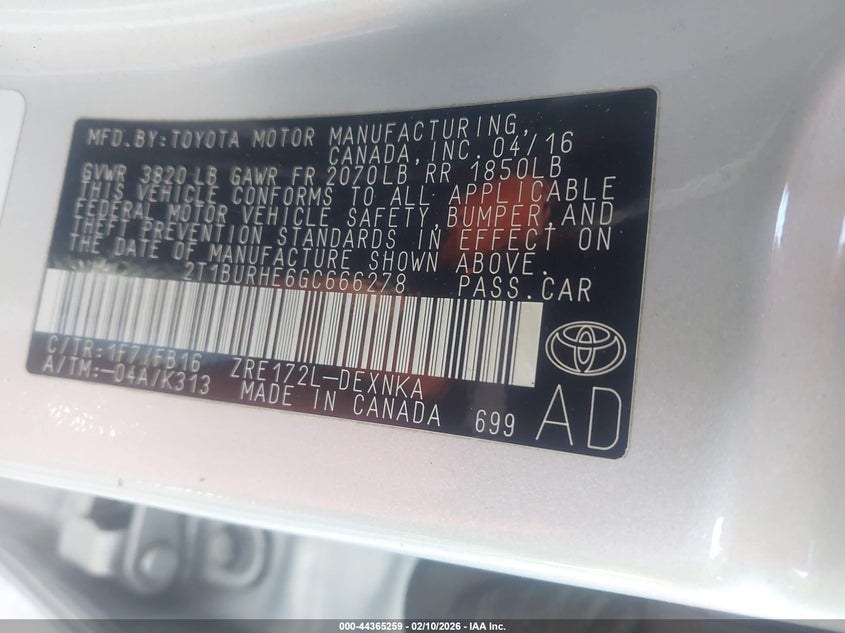 MFD.BY:TOYOTA MOTOR MANUFACTURING,
CANADA,INC. 04/16
GVWR 3820LB GAWR FR 2070LB RR 1850LB
THIS VEHICLE CONFORMS TO ALL APPLICABLE
FEDERAL MOTOR VEHICLE SAFETY,BUMPER,AND
THEFT PREVENTION STANDARDS IN EFFECT ON
THE DATE OF MANUFACTURE SHOWN ABOVE.
2T1BURHE6GC666278 PASS.CAR
C/TR:1F7/FB16 ZRE172L-DEXNKA
A/TM:-04A/K313 MADE IN CANADA 699
AD
000-44365259 | 02/10/2026 - IAA Inc.